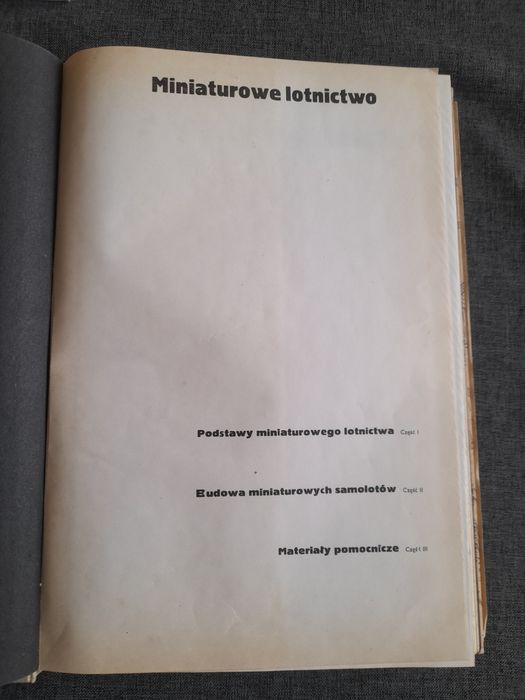 Miniaturowe lotnictwo
Podstawy miniaturowego lotnictwa Część I
Budowa miniaturowych samolotów Część II
Materiały pomocnicze Część III